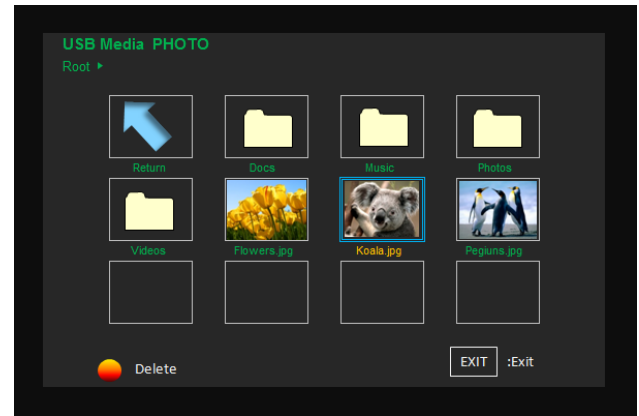 USB Media PHOTO
Root ▸
Return Docs Music Photos
Videos Flowers.jpg Koala.jpg Pegiuns.jpg
Delete EXIT :Exit